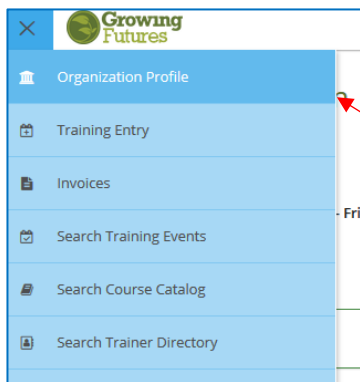 Growing
Futures
Organization Profile
Training Entry
- Fri
Invoices
Search Training Events
Search Course Catalog
Search Trainer Directory